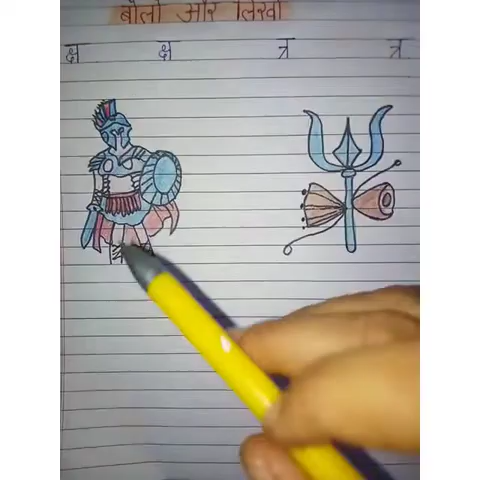 बोलो और लिखो
क्ष क्ष त्र त्र